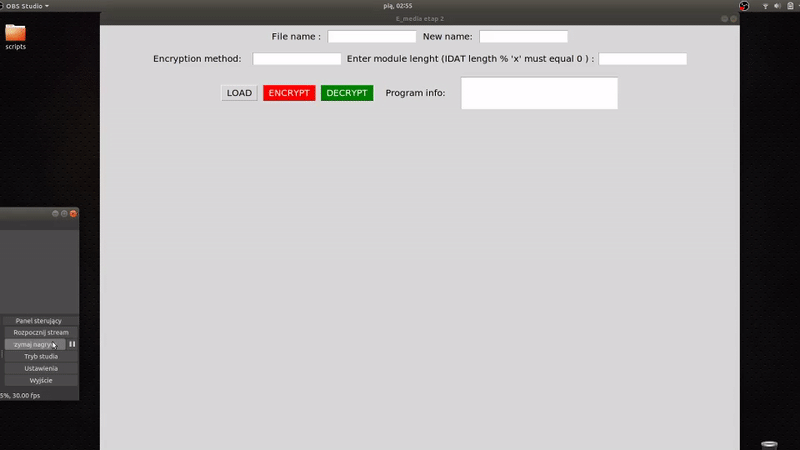 OBS Studio
pią, 02:55
E_media etap 2
scripts
File name :
New name:
Encryption method:
Enter module lenght (IDAT length % 'x' must equal 0 ) :
LOAD
ENCRYPT
DECRYPT
Program info:
Panel sterujący
Rozpocznij stream
zymaj nagryw
Tryb studia
Ustawienia
Wyjście
5%, 30.00 fps